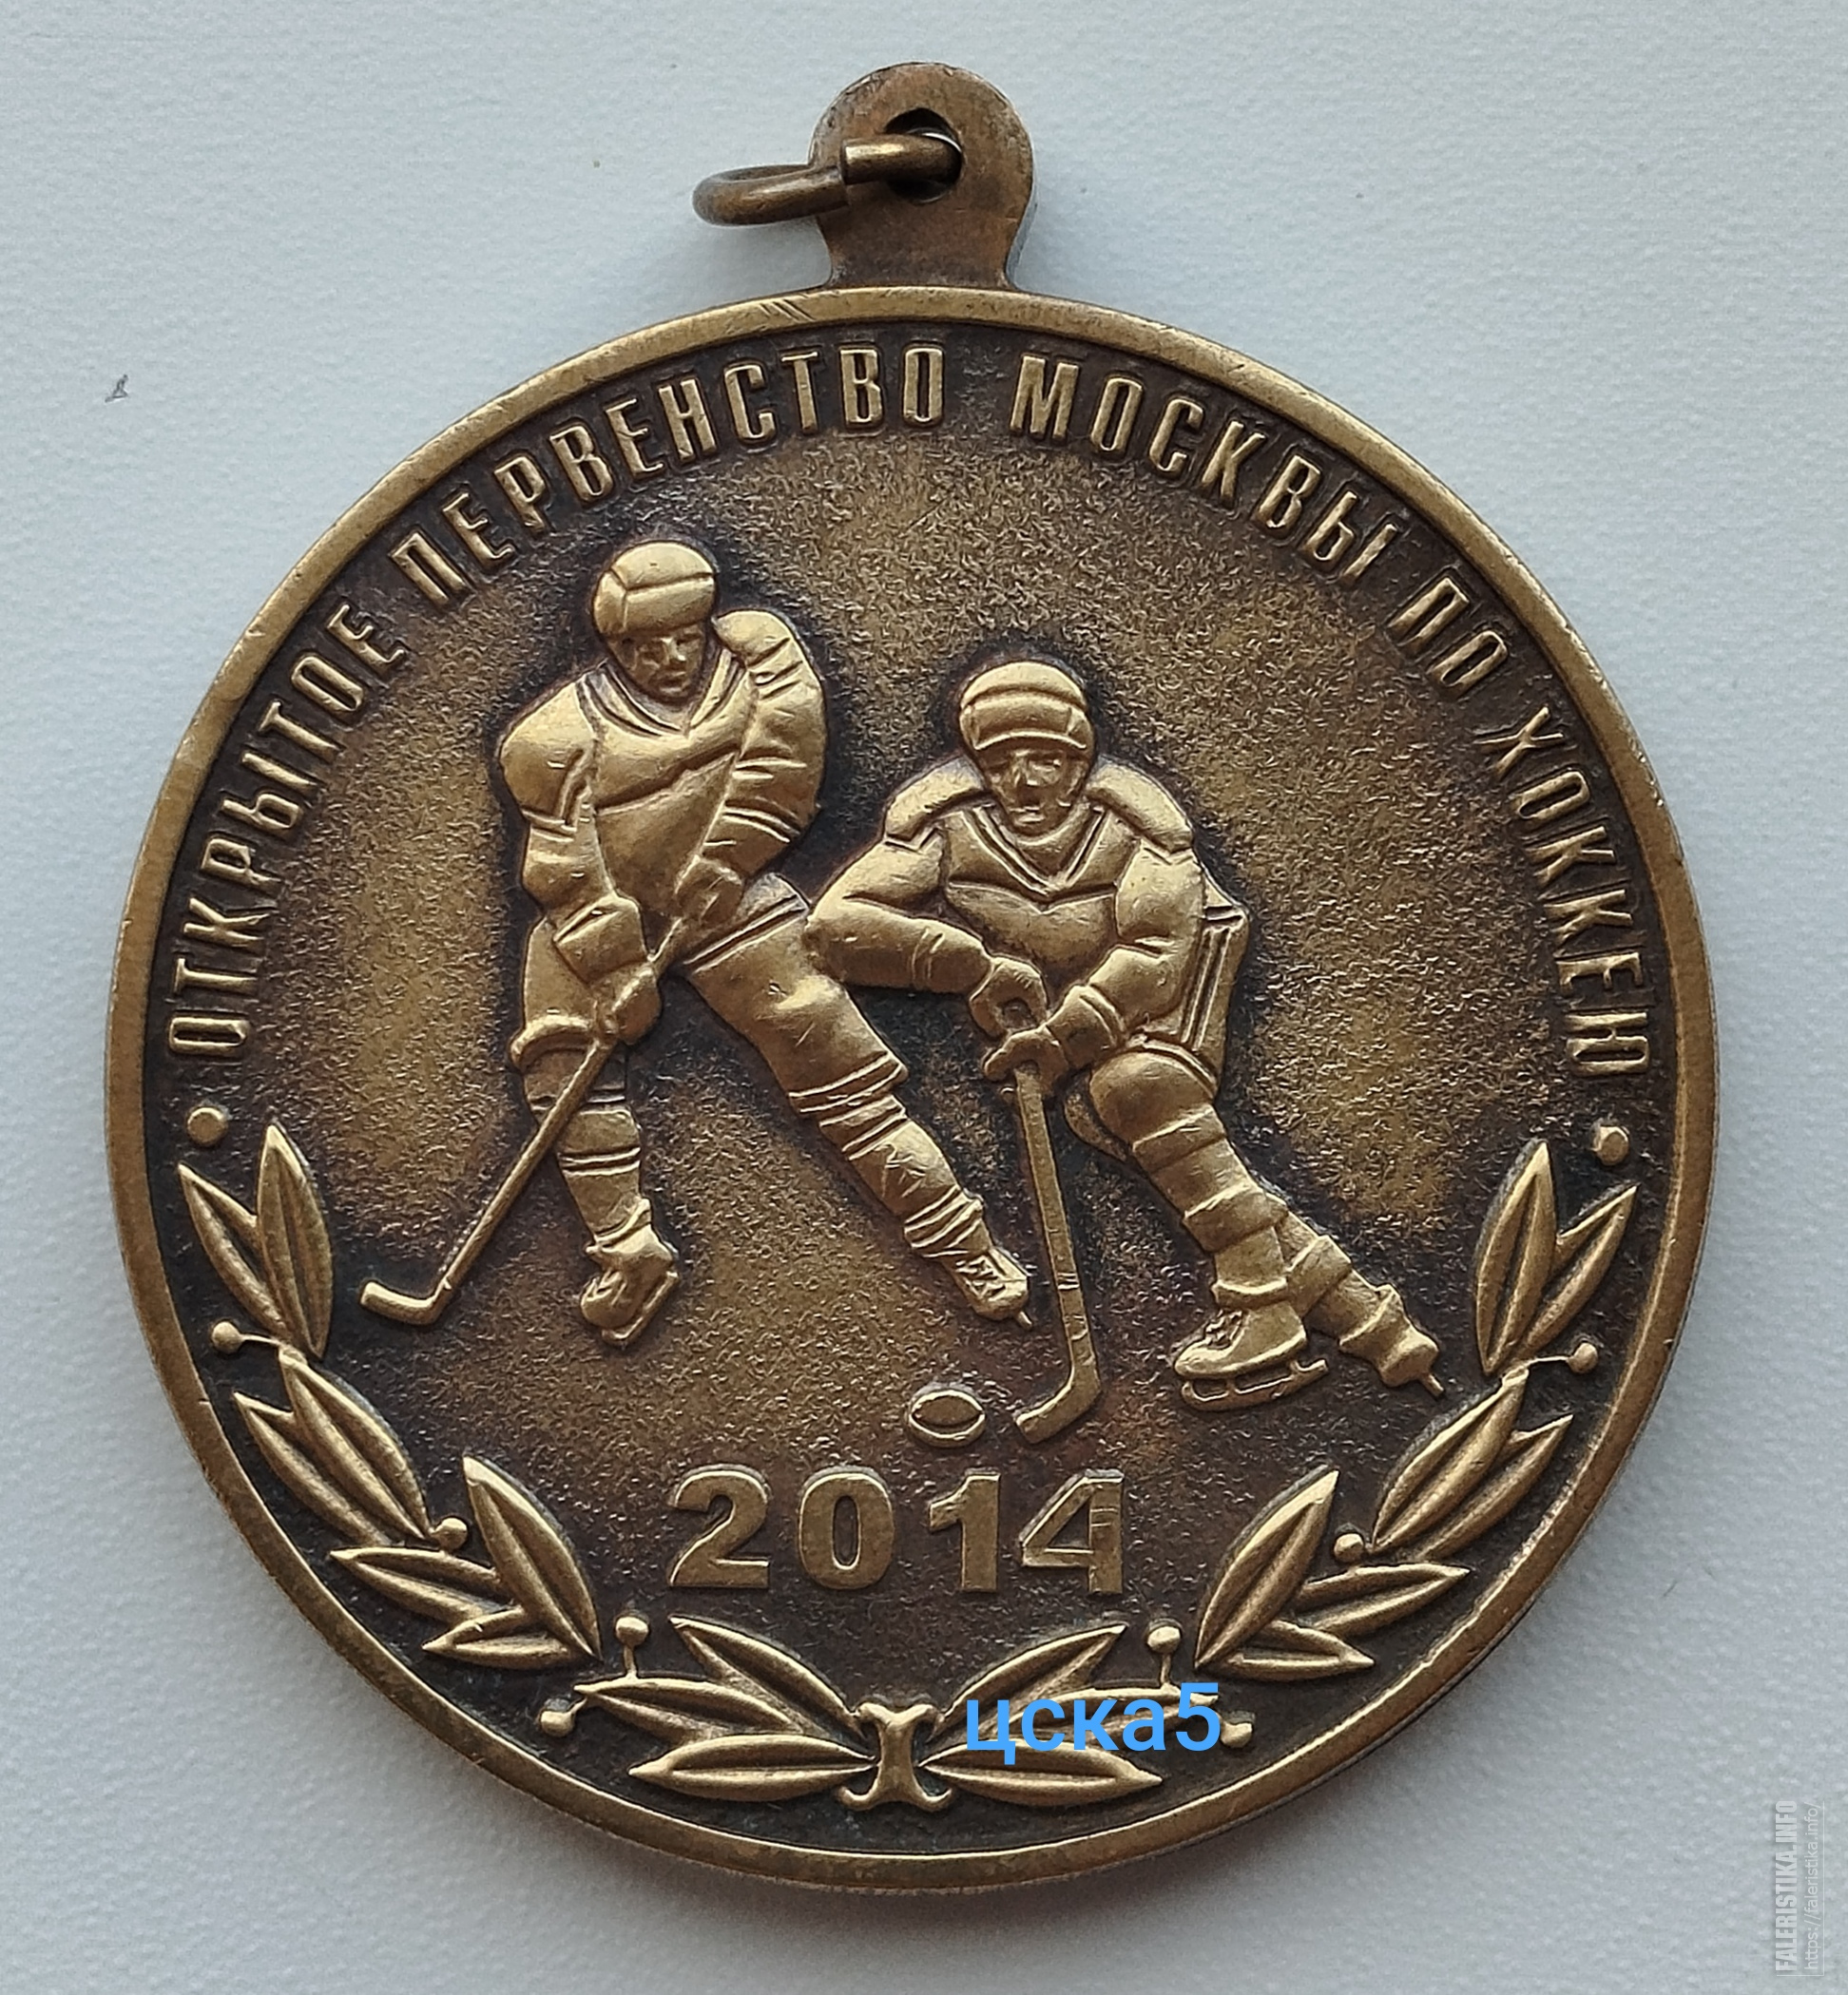 • ОТКРЫТОЕ ПЕРВЕНСТВО МОСКВЫ ПО ХОККЕЮ •
2014
цска5
FALERISTIKA.INFO
https://faleristika.info/